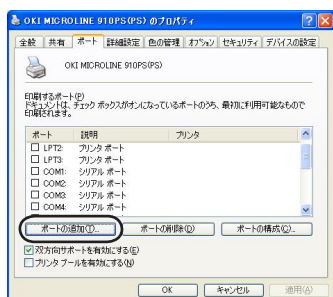 OKI MICROLINE 910PS(PS) のプロパティ
全般 共有 ポート 詳細設定 色の管理 オプション セキュリティ デバイスの設定
OKI MICROLINE 910PS(PS)
印刷するポート(P)
ドキュメントは、チェック ボックスがオンになっているポートのうち、最初に利用可能なもので
印刷されます。
ポート 説明 プリンタ
LPT2: プリンタ ポート
LPT3: プリンタ ポート
COM1: シリアル ポート
COM2: シリアル ポート
COM3: シリアル ポート
COM4: シリアル ポート
ポートの追加(T)... ポートの削除(D) ポートの構成(C)...
双方向サポートを有効にする(E)
プリンタ プールを有効にする(N)
OK キャンセル 適用(A)